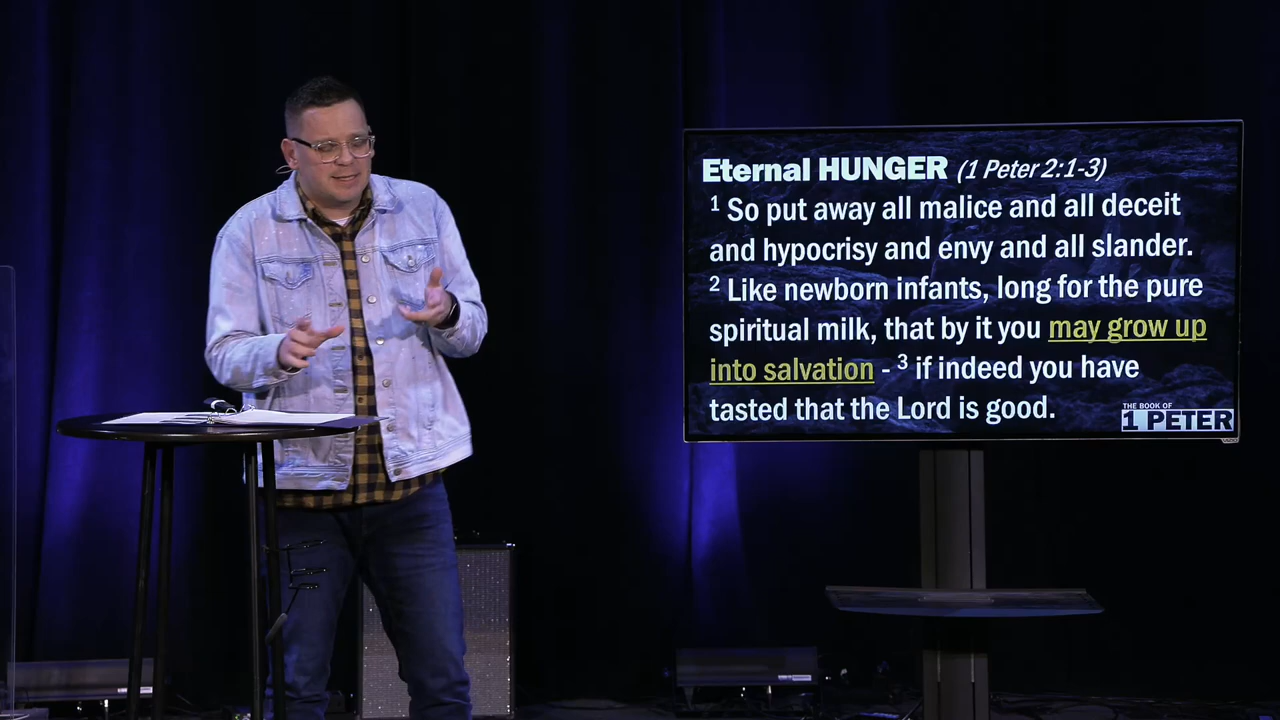 Eternal HUNGER (1 Peter 2:1-3)
1 So put away all malice and all deceit
and hypocrisy and envy and all slander.
2 Like newborn infants, long for the pure
spiritual milk, that by it you may grow up
into salvation - 3 if indeed you have
tasted that the Lord is good.
THE BOOK OF
1 PETER